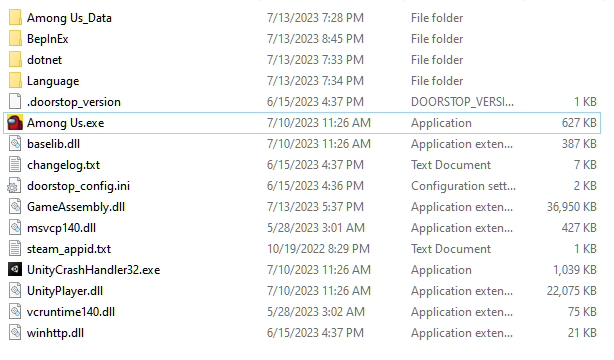 Among Us_Data 7/13/2023 7:28 PM File folder
BepInEx 7/13/2023 8:45 PM File folder
dotnet 7/13/2023 7:33 PM File folder
Language 7/13/2023 7:34 PM File folder
.doorstop_version 6/15/2023 4:37 PM DOORSTOP_VERSI... 1 KB
Among Us.exe 7/10/2023 11:26 AM Application 627 KB
baselib.dll 7/10/2023 11:26 AM Application exten... 387 KB
changelog.txt 6/15/2023 4:37 PM Text Document 7 KB
doorstop_config.ini 6/15/2023 4:36 PM Configuration sett... 2 KB
GameAssembly.dll 7/13/2023 5:37 PM Application exten... 36,950 KB
msvcp140.dll 5/28/2023 3:01 AM Application exten... 427 KB
steam_appid.txt 10/19/2022 8:29 PM Text Document 1 KB
UnityCrashHandler32.exe 7/10/2023 11:26 AM Application 1,039 KB
UnityPlayer.dll 7/10/2023 11:26 AM Application exten... 22,075 KB
vcruntime140.dll 5/28/2023 3:02 AM Application exten... 75 KB
winhttp.dll 6/15/2023 4:37 PM Application exten... 21 KB